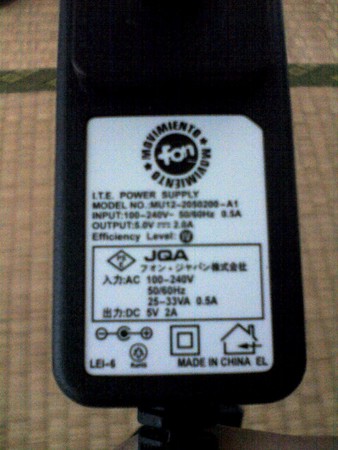 MOVIMIENTO
fon
MOVIMIENTO
I.T.E. POWER SUPPLY
MODEL NO.:MU12-2050200-A1
INPUT:100-240V~ 50/60Hz 0.5A
OUTPUT:5.0V⎓2.0A
Efficiency Level:
JQA
フォン・ジャパン株式会社
入力:AC 100-240V
50/60Hz
25-33VA 0.5A
出力:DC 5V 2A
LEI-6
RoHS
MADE IN CHINA EL